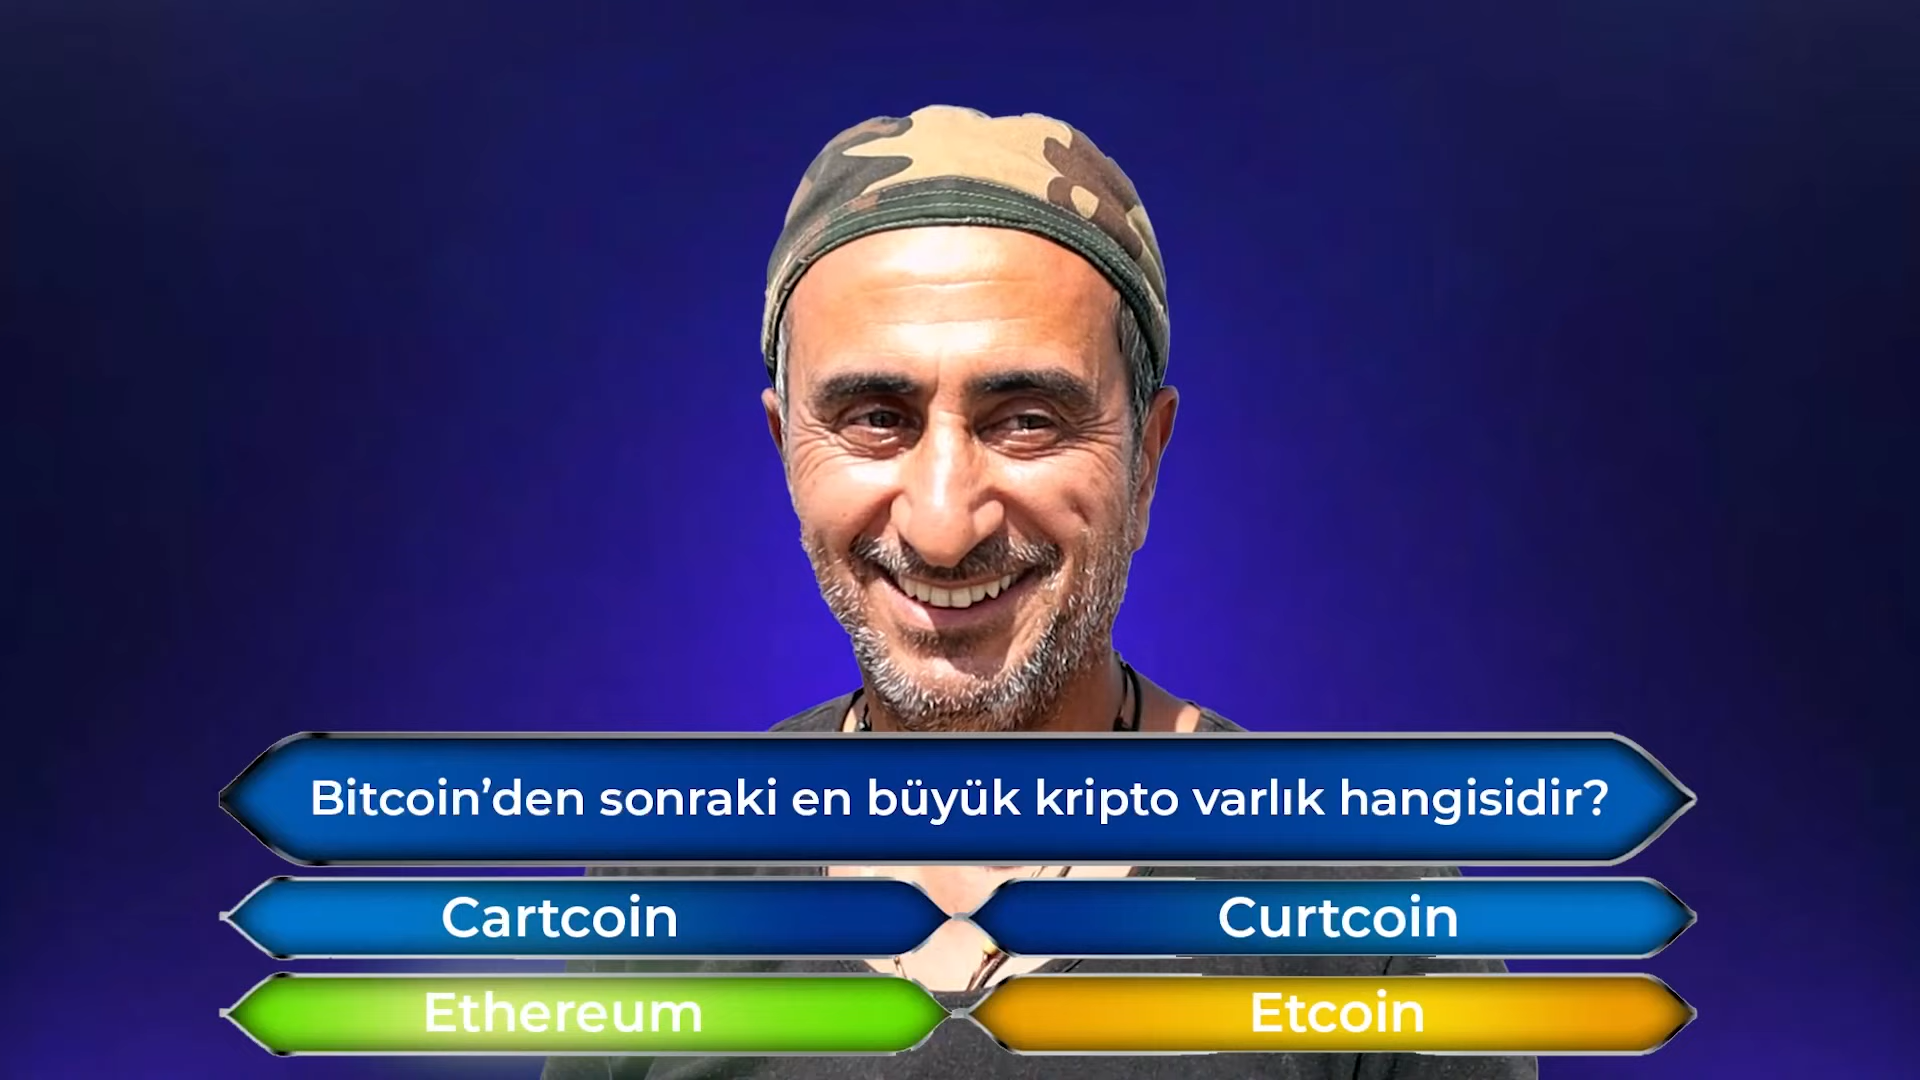 Bitcoin’den sonraki en büyük kripto varlık hangisidir?
Cartcoin
Curtcoin
Ethereum
Etcoin